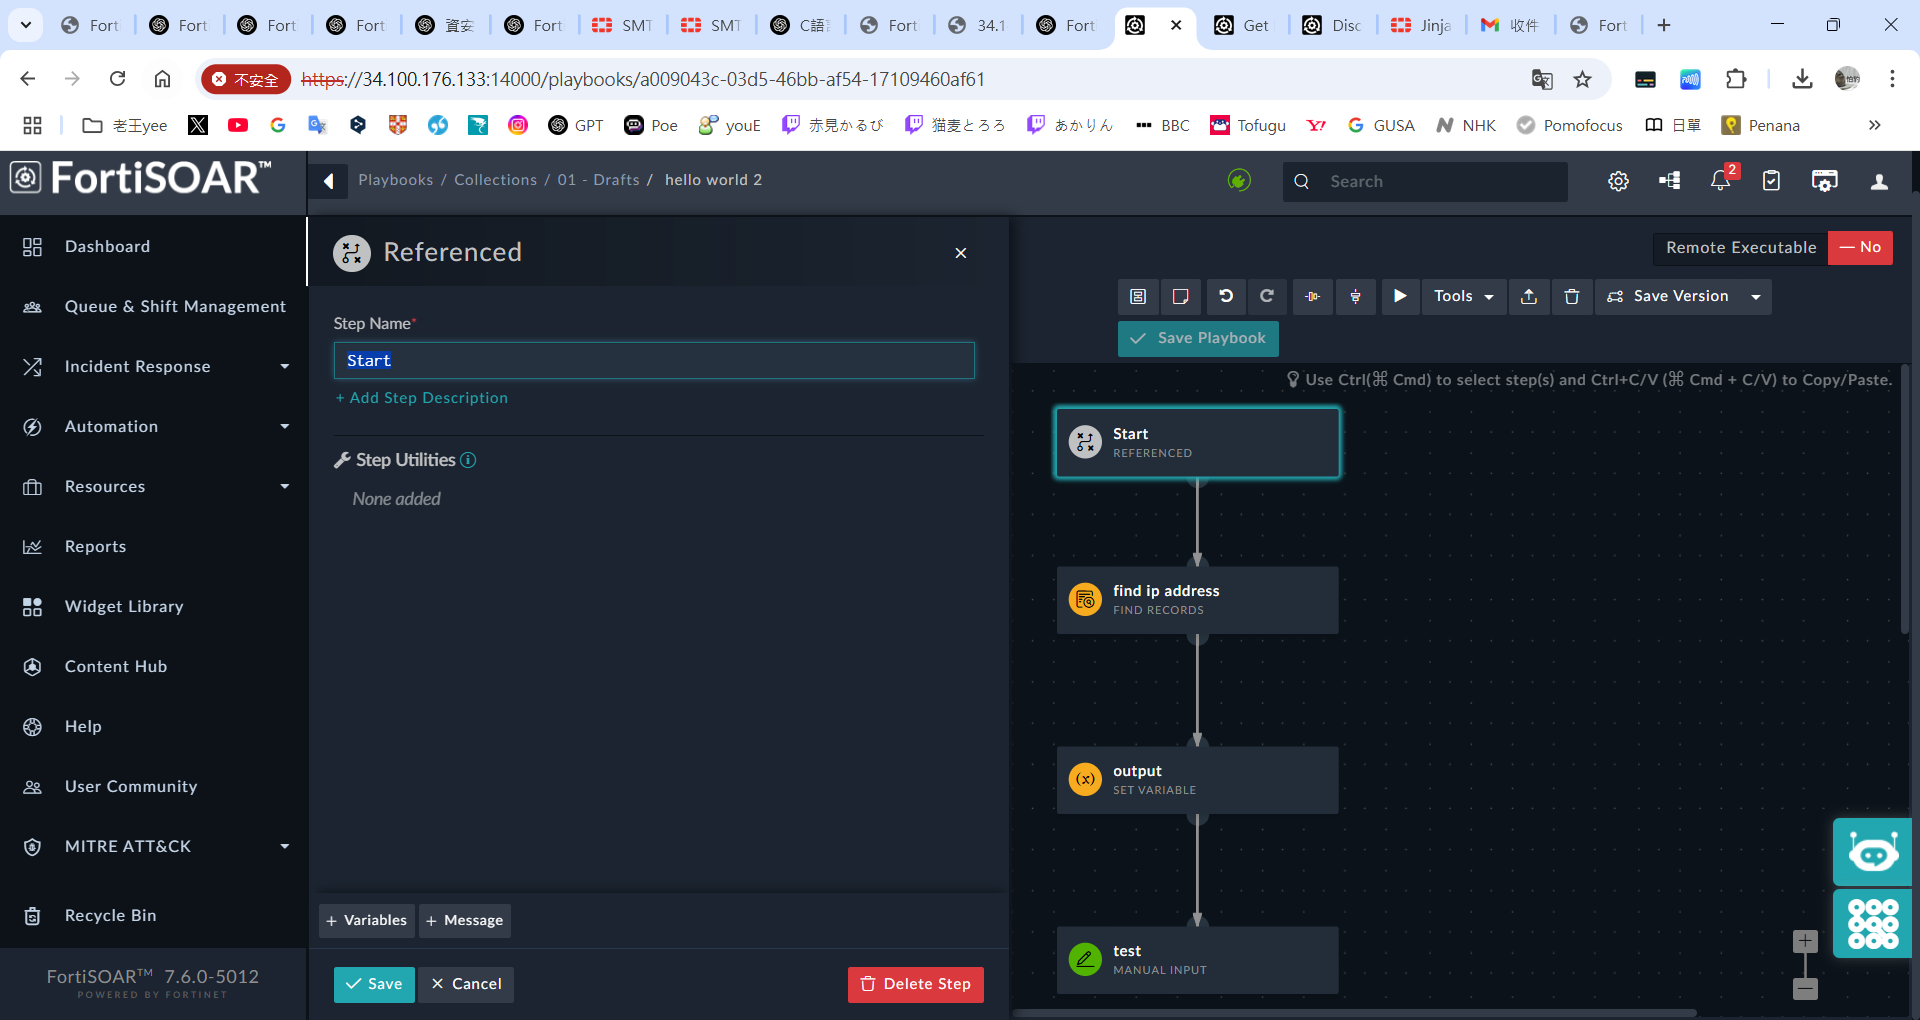 Fort
Fort
Fort
Fort
資安
Fort
SMT
SMT
C語
Fort
34.1
Fort
Get
Disc
Jinja
收件
Fort
不安全
https://34.100.176.133:14000/playbooks/a009043c-03d5-46bb-af54-17109460af61
老王yee
GPT
Poe
youE
赤見かるび
猫麦とろろ
あかりん
BBC
Tofugu
GUSA
NHK
Pomofocus
日單
Penana
FortiSOAR™
Playbooks / Collections / 01 - Drafts / hello world 2
Search
2
Dashboard
Queue & Shift Management
Incident Response
Automation
Resources
Reports
Widget Library
Content Hub
Help
User Community
MITRE ATT&CK
Recycle Bin
FortiSOAR™ 7.6.0-5012
POWERED BY FORTINET
Referenced
Step Name*
Start
+ Add Step Description
Step Utilities
None added
+ Variables
+ Message
Save
Cancel
Delete Step
Remote Executable
No
Tools
Save Version
Save Playbook
Use Ctrl(⌘ Cmd) to select step(s) and Ctrl+C/V (⌘ Cmd + C/V) to Copy/Paste.
Start
REFERENCED
find ip address
FIND RECORDS
output
SET VARIABLE
test
MANUAL INPUT